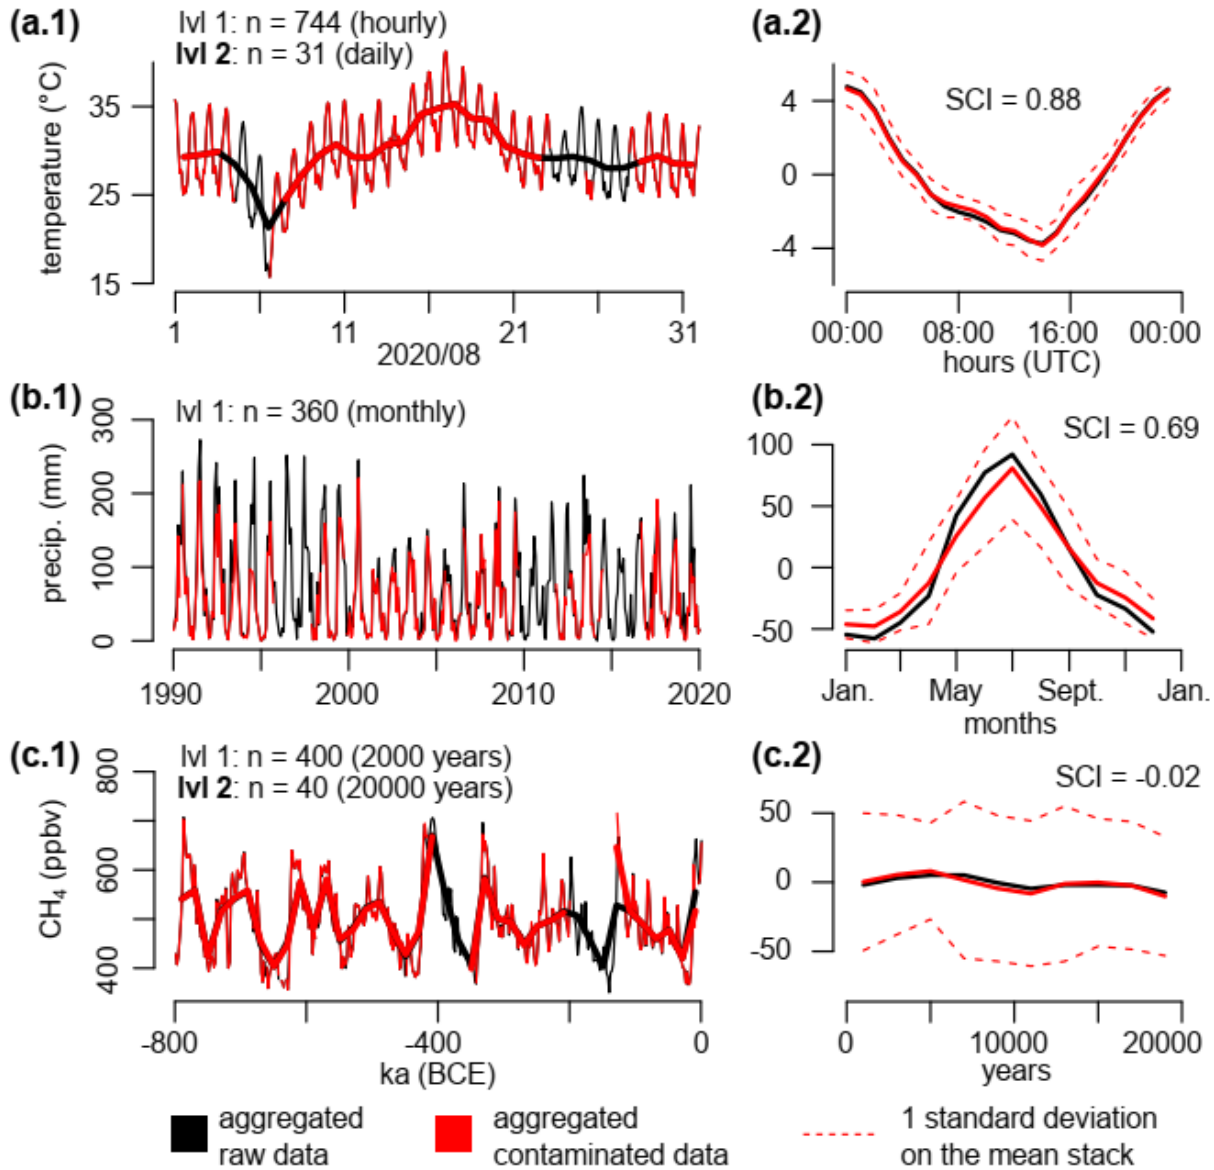 (a.1)
lvl 1: n = 744 (hourly)
lvl 2: n = 31 (daily)
temperature (°C)
35
25
15
1
11
21
31
2020/08
(a.2)
SCI = 0.88
4
0
-4
00:00
08:00
16:00
00:00
hours (UTC)
(b.1)
lvl 1: n = 360 (monthly)
precip. (mm)
300
200
100
0
1990
2000
2010
2020
(b.2)
SCI = 0.69
100
50
0
-50
Jan.
May
Sept.
Jan.
months
(c.1)
lvl 1: n = 400 (2000 years)
lvl 2: n = 40 (20000 years)
CH4 (ppbv)
800
600
400
-800
-400
0
ka (BCE)
(c.2)
SCI = -0.02
50
0
-50
0
10000
20000
years
aggregated
raw data
aggregated
contaminated data
1 standard deviation
on the mean stack